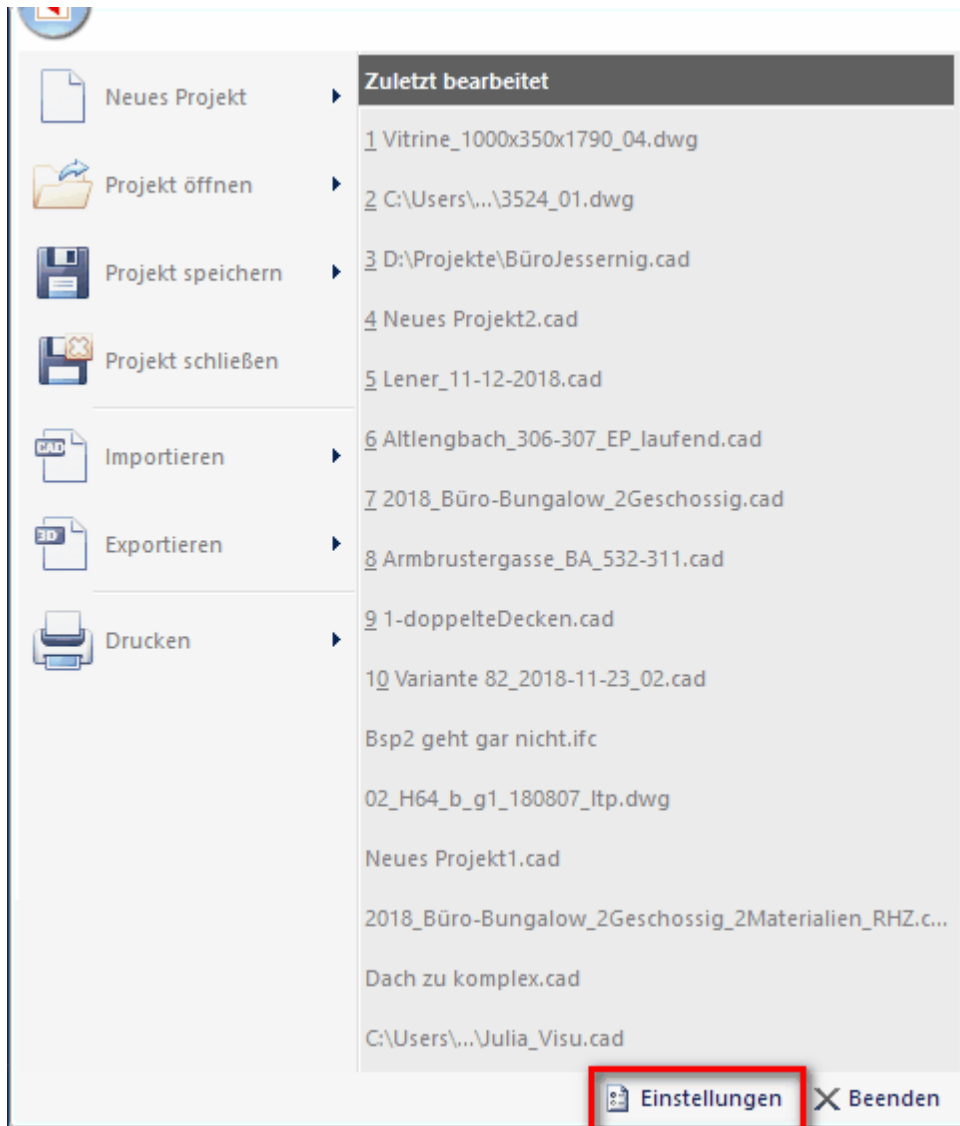 Neues Projekt
Projekt öffnen
Projekt speichern
Projekt schließen
CAD
Importieren
3D
Exportieren
Drucken
Zuletzt bearbeitet
1 Vitrine_1000x350x1790_04.dwg
2 C:\Users\...\3524_01.dwg
3 D:\Projekte\BüroJessernig.cad
4 Neues Projekt2.cad
5 Lener_11-12-2018.cad
6 Altlengbach_306-307_EP_laufend.cad
7 2018_Büro-Bungalow_2Geschossig.cad
8 Armbrustergasse_BA_532-311.cad
9 1-doppelteDecken.cad
10 Variante 82_2018-11-23_02.cad
Bsp2 geht gar nicht.ifc
02_H64_b_g1_180807_ltp.dwg
Neues Projekt1.cad
2018_Büro-Bungalow_2Geschossig_2Materialien_RHZ.c...
Dach zu komplex.cad
C:\Users\...\Julia_Visu.cad
Einstellungen
Beenden